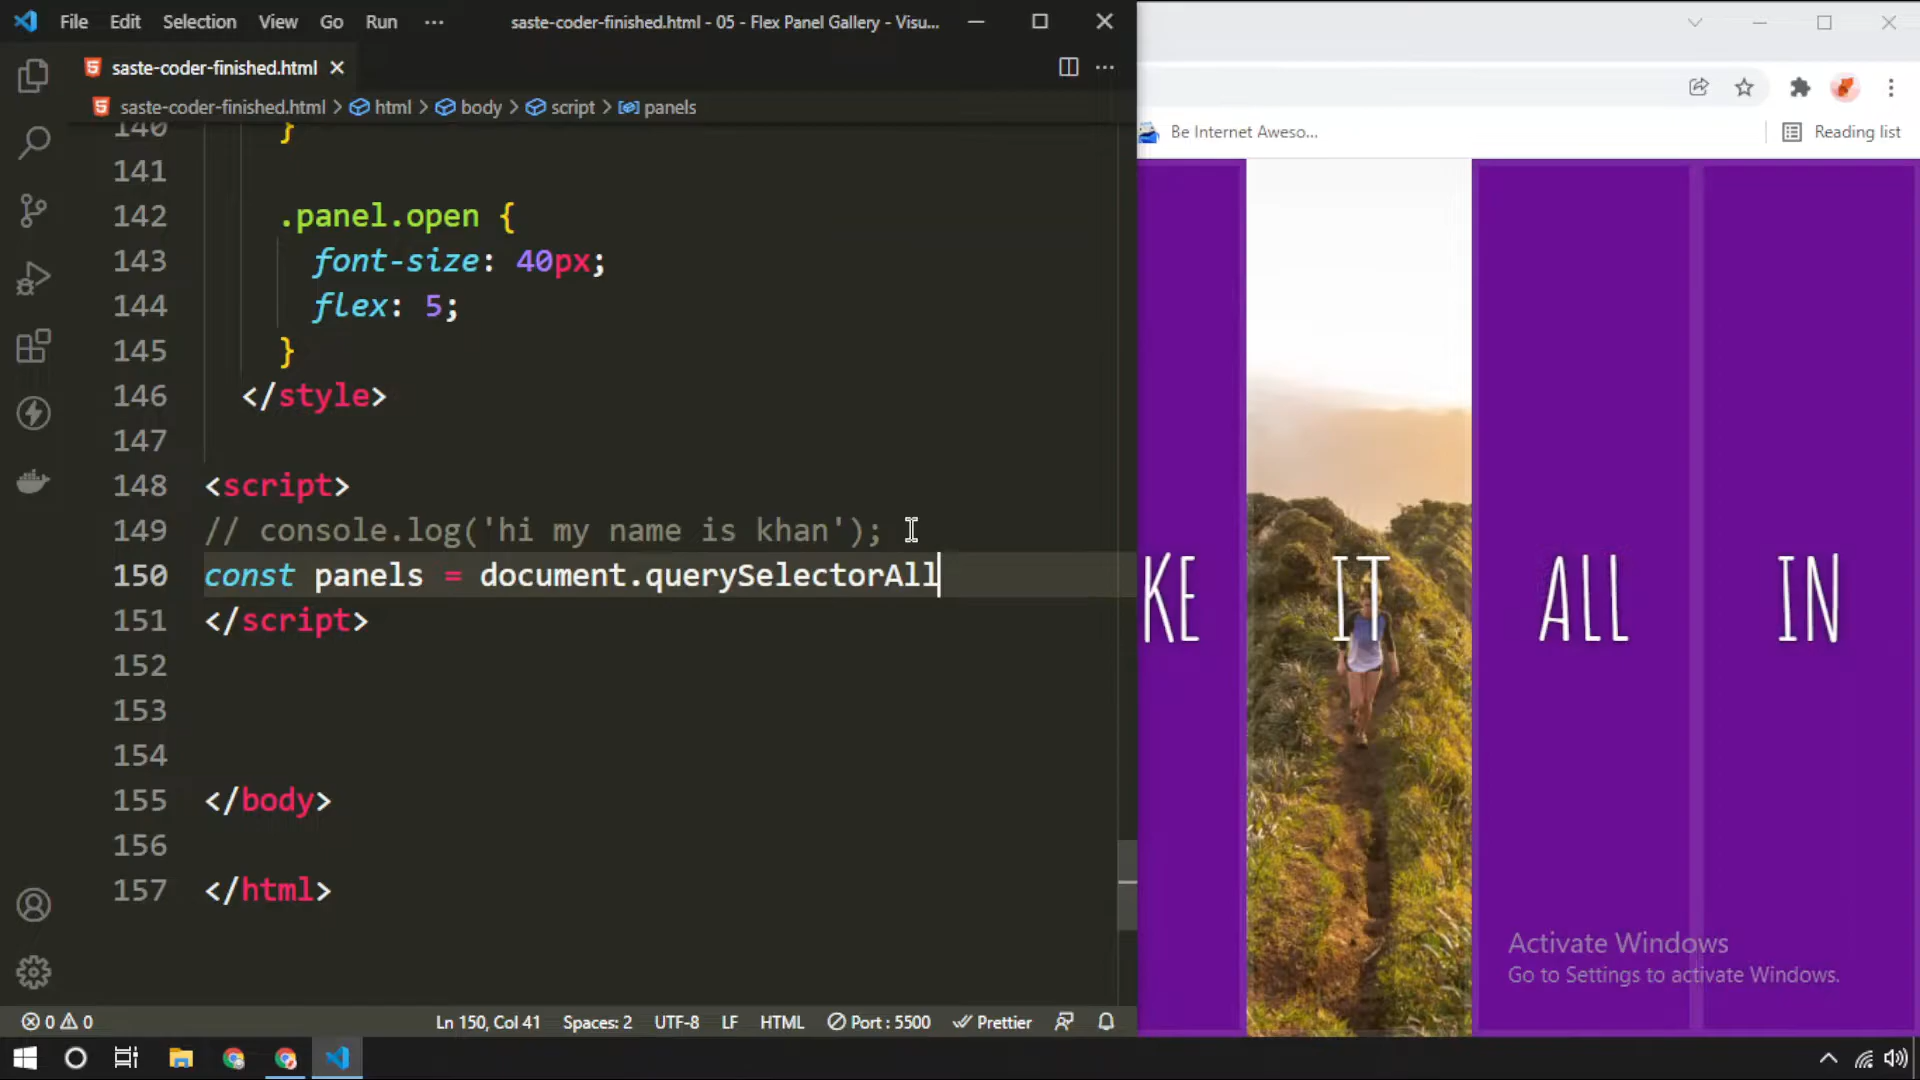 File Edit Selection View Go Run ··· saste-coder-finished.html - 05 - Flex Panel Gallery - Visu...
saste-coder-finished.html
saste-coder-finished.html > html > body > script > panels
140 }
141
142 .panel.open {
143 font-size: 40px;
144 flex: 5;
145 }
146 </style>
147
148 <script>
149 // console.log('hi my name is khan');
150 const panels = document.querySelectorAll
151 </script>
152
153
154
155 </body>
156
157 </html>
0 0 Ln 150, Col 41 Spaces: 2 UTF-8 LF HTML Port : 5500 Prettier
Be Internet Aweso...
Reading list
KE IT ALL IN
Activate Windows
Go to Settings to activate Windows.